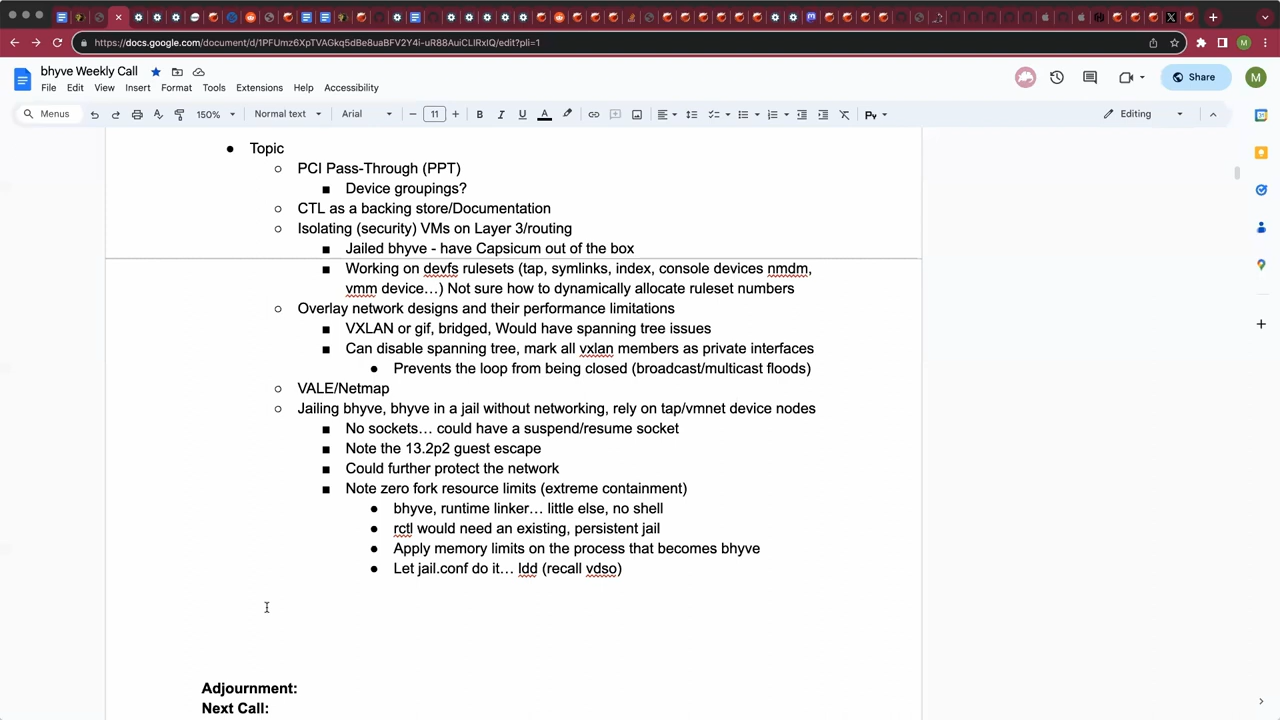 https://docs.google.com/document/d/1PFUmz6XpTVAGkq5dBe8uaBFV2Y4i-uR88AuiCLlRxIQ/edit?pli=1
M
bhyve Weekly Call
File Edit View Insert Format Tools Extensions Help Accessibility
Share
M
Menus 150% Normal text Arial 11 B I U A Editing
Topic
PCI Pass-Through (PPT)
Device groupings?
CTL as a backing store/Documentation
Isolating (security) VMs on Layer 3/routing
Jailed bhyve - have Capsicum out of the box
Working on devfs rulesets (tap, symlinks, index, console devices nmdm,
vmm device…) Not sure how to dynamically allocate ruleset numbers
Overlay network designs and their performance limitations
VXLAN or gif, bridged, Would have spanning tree issues
Can disable spanning tree, mark all vxlan members as private interfaces
Prevents the loop from being closed (broadcast/multicast floods)
VALE/Netmap
Jailing bhyve, bhyve in a jail without networking, rely on tap/vmnet device nodes
No sockets… could have a suspend/resume socket
Note the 13.2p2 guest escape
Could further protect the network
Note zero fork resource limits (extreme containment)
bhyve, runtime linker… little else, no shell
rctl would need an existing, persistent jail
Apply memory limits on the process that becomes bhyve
Let jail.conf do it… ldd (recall vdso)
Adjournment:
Next Call: